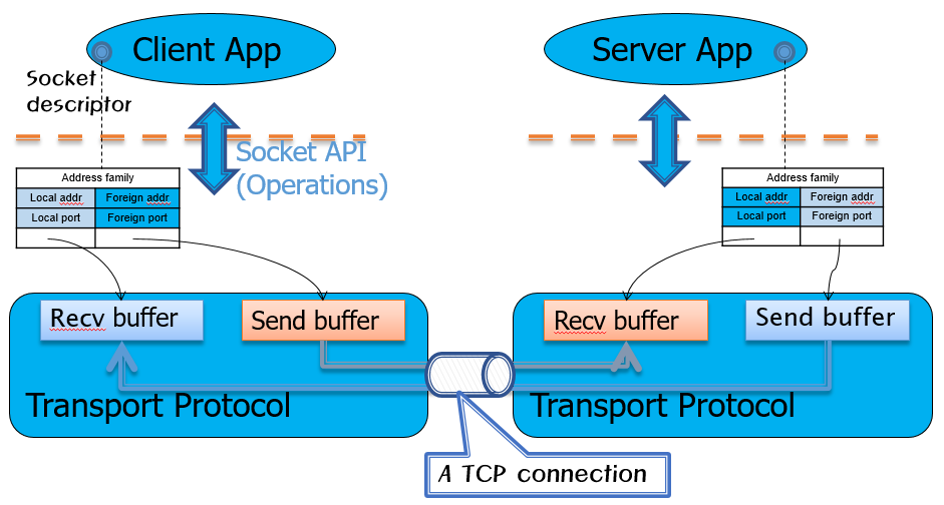 Client App
Server App
Socket
descriptor
Socket API
(Operations)
Address family
Local addr Foreign addr
Local port Foreign port
Address family
Local addr Foreign addr
Local port Foreign port
Recv buffer
Send buffer
Recv buffer
Send buffer
Transport Protocol
Transport Protocol
A TCP connection